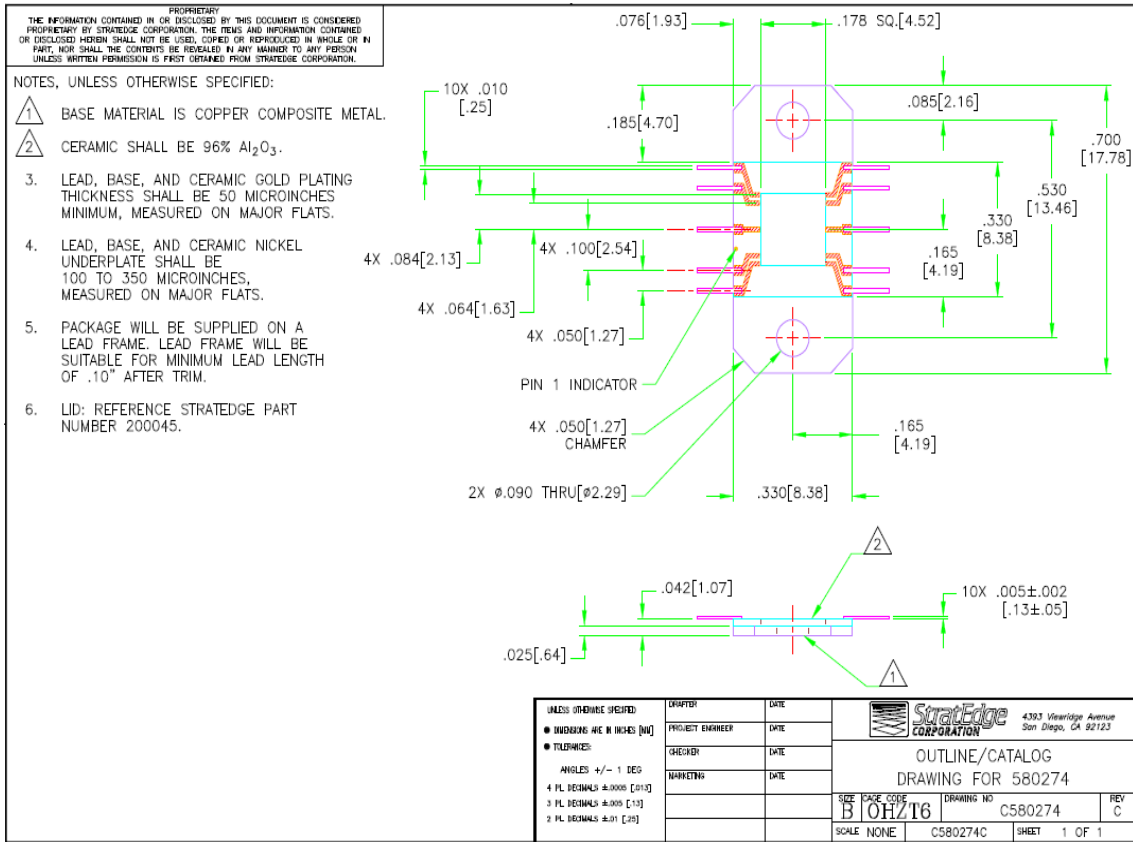 PROPRIETARY
THE INFORMATION CONTAINED IN OR DISCLOSED BY THIS DOCUMENT IS CONSIDERED
PROPRIETARY BY STRATEDGE CORPORATION. THE ITEMS AND INFORMATION CONTAINED
OR DISCLOSED HEREIN SHALL NOT BE USED, COPIED OR REPRODUCED IN WHOLE OR IN
PART, NOR SHALL THE CONTENTS BE REVEALED IN ANY MANNER TO ANY PERSON
UNLESS WRITTEN PERMISSION IS FIRST OBTAINED FROM STRATEDGE CORPORATION.
NOTES, UNLESS OTHERWISE SPECIFIED:
1 BASE MATERIAL IS COPPER COMPOSITE METAL.
2 CERAMIC SHALL BE 96% Al₂O₃.
3. LEAD, BASE, AND CERAMIC GOLD PLATING
THICKNESS SHALL BE 50 MICROINCHES
MINIMUM, MEASURED ON MAJOR FLATS.
4. LEAD, BASE, AND CERAMIC NICKEL
UNDERPLATE SHALL BE
100 TO 350 MICROINCHES,
MEASURED ON MAJOR FLATS.
5. PACKAGE WILL BE SUPPLIED ON A
LEAD FRAME. LEAD FRAME WILL BE
SUITABLE FOR MINIMUM LEAD LENGTH
OF .10" AFTER TRIM.
6. LID: REFERENCE STRATEDGE PART
NUMBER 200045.
.076[1.93]
.178 SQ.[4.52]
10X .010
[.25]
.185[4.70]
.085[2.16]
.700
[17.78]
.530
[13.46]
.330
[8.38]
.165
[4.19]
4X .084[2.13]
4X .100[2.54]
4X .064[1.63]
4X .050[1.27]
PIN 1 INDICATOR
4X .050[1.27]
CHAMFER
.165
[4.19]
2X ø.090 THRU[ø2.29]
.330[8.38]
2
.042[1.07]
10X .005±.002
[.13±.05]
.025[.64]
1
UNLESS OTHERWISE SPECIFIED
● DIMENSIONS ARE IN INCHES [MM]
● TOLERANCES:
ANGLES +/- 1 DEG
4 PL DECIMALS ±.0005 [.013]
3 PL DECIMALS ±.005 [.13]
2 PL DECIMALS ±.01 [.25]
DRAFTER DATE
PROJECT ENGINEER DATE
CHECKER DATE
MARKETING DATE
StratEdge
CORPORATION
4393 Viewridge Avenue
San Diego, CA 92123
OUTLINE/CATALOG
DRAWING FOR 580274
SIZE CAGE CODE DRAWING NO REV
B OHZT6 C580274 C
SCALE NONE C580274C SHEET 1 OF 1